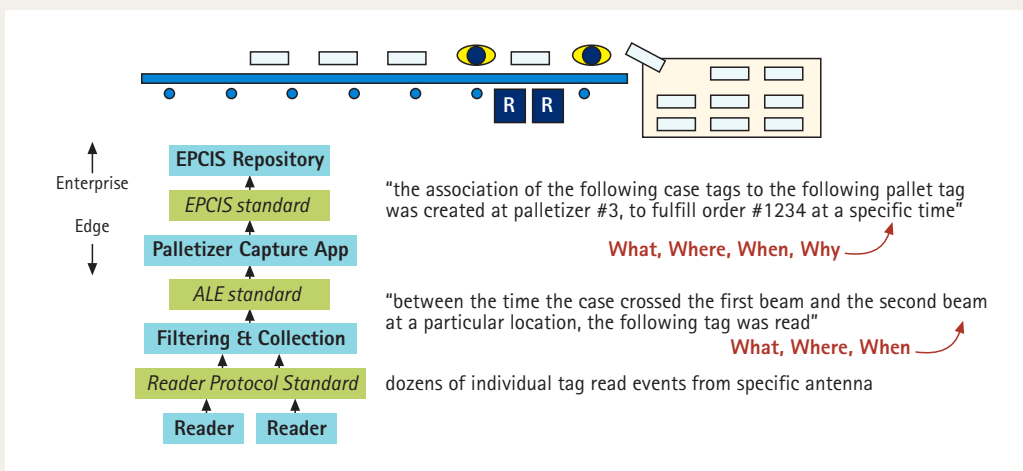 R R
EPCIS Repository
Enterprise
EPCIS standard
Edge
Palletizer Capture App
ALE standard
Filtering & Collection
Reader Protocol Standard
Reader Reader
“the association of the following case tags to the following pallet tag
was created at palletizer #3, to fulfill order #1234 at a specific time”
What, Where, When, Why
“between the time the case crossed the first beam and the second beam
at a particular location, the following tag was read”
What, Where, When
dozens of individual tag read events from specific antenna